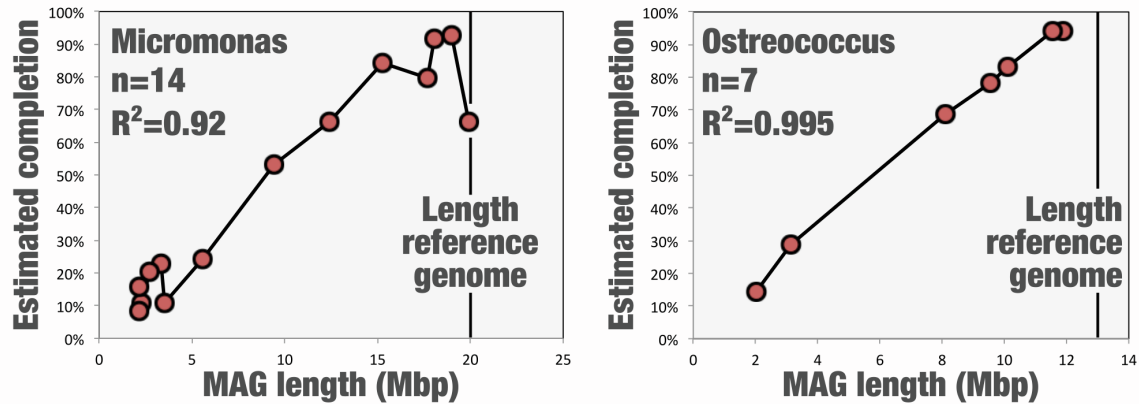 Micromonas
n=14
R²=0.92
Estimated completion
100%
90%
80%
70%
60%
50%
40%
30%
20%
10%
0%
Length
reference
genome
0 5 10 15 20 25
MAG length (Mbp)
Ostreococcus
n=7
R²=0.995
Estimated completion
100%
90%
80%
70%
60%
50%
40%
30%
20%
10%
0%
Length
reference
genome
0 2 4 6 8 10 12 14
MAG length (Mbp)